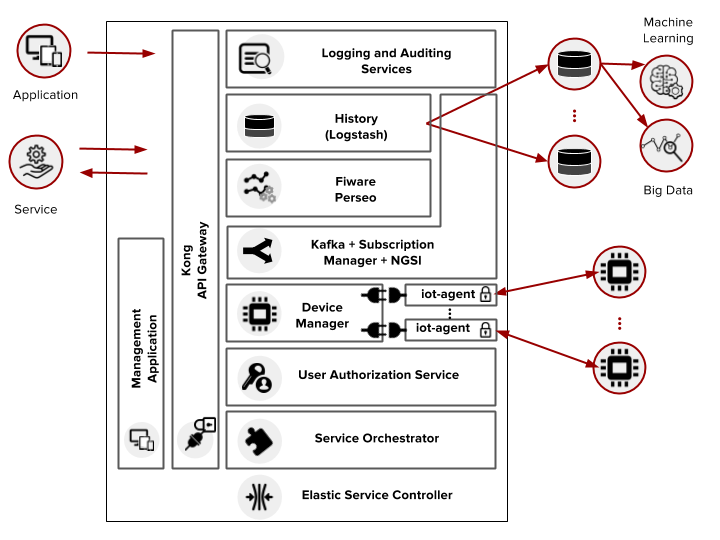 Machine
Learning
Logging and Auditing
Services
Application
History
(Logstash)
Service
Fiware
Perseo
Big Data
Kong
API Gateway
Kafka + Subscription
Manager + NGSI
Management
Application
Device
Manager
iot-agent
iot-agent
User Authorization Service
Service Orchestrator
Elastic Service Controller